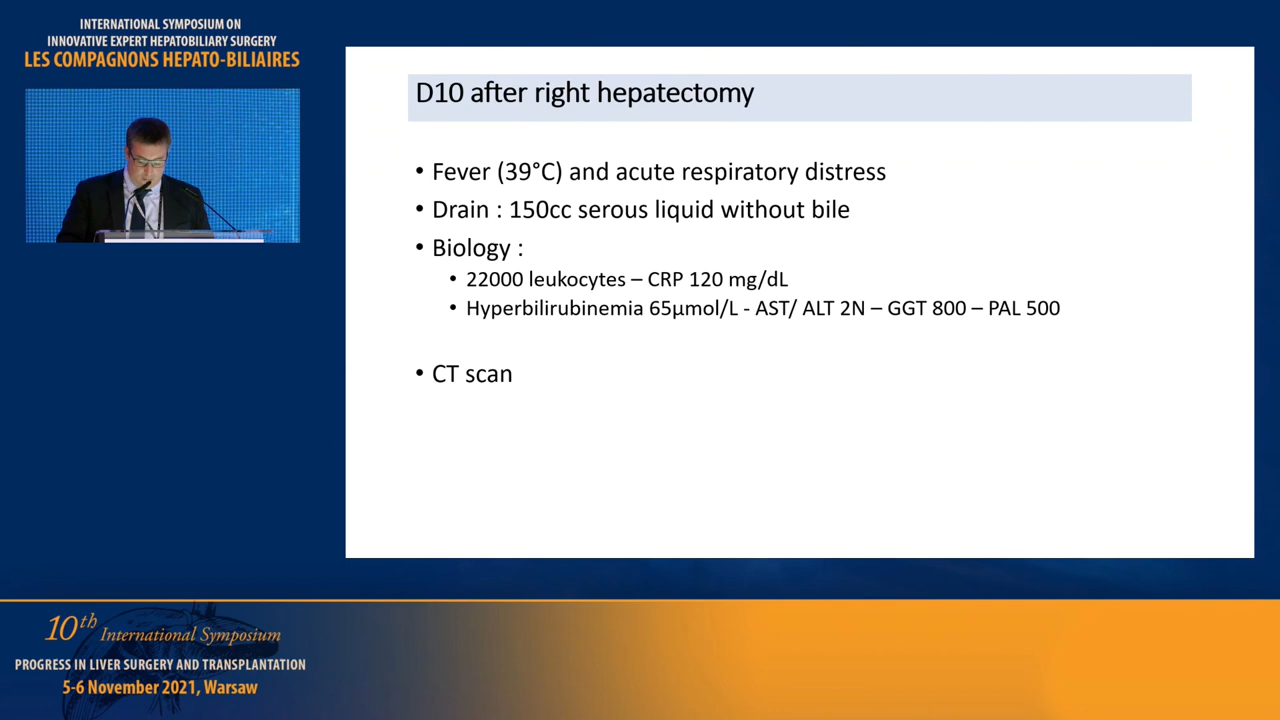 INTERNATIONAL SYMPOSIUM ON
INNOVATIVE EXPERT HEPATOBILIARY SURGERY
LES COMPAGNONS HEPATO-BILIAIRES
D10 after right hepatectomy
• Fever (39°C) and acute respiratory distress
• Drain : 150cc serous liquid without bile
• Biology :
• 22000 leukocytes – CRP 120 mg/dL
• Hyperbilirubinemia 65µmol/L - AST/ ALT 2N – GGT 800 – PAL 500
• CT scan
10th International Symposium
PROGRESS IN LIVER SURGERY AND TRANSPLANTATION
5-6 November 2021, Warsaw